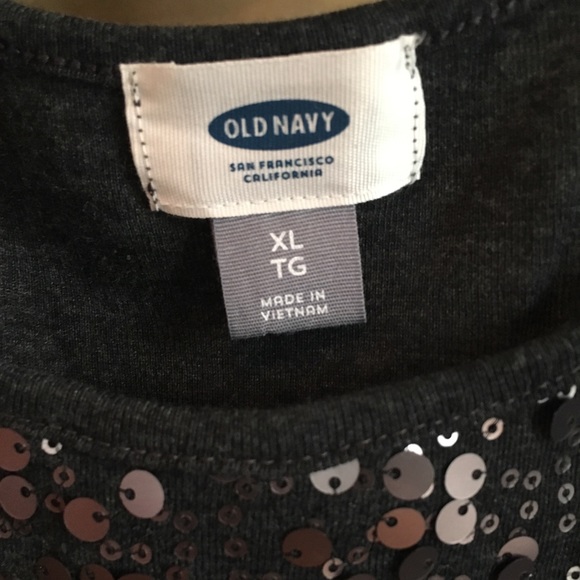 OLD NAVY
SAN FRANCISCO
CALIFORNIA
XL
TG
MADE IN
VIETNAM